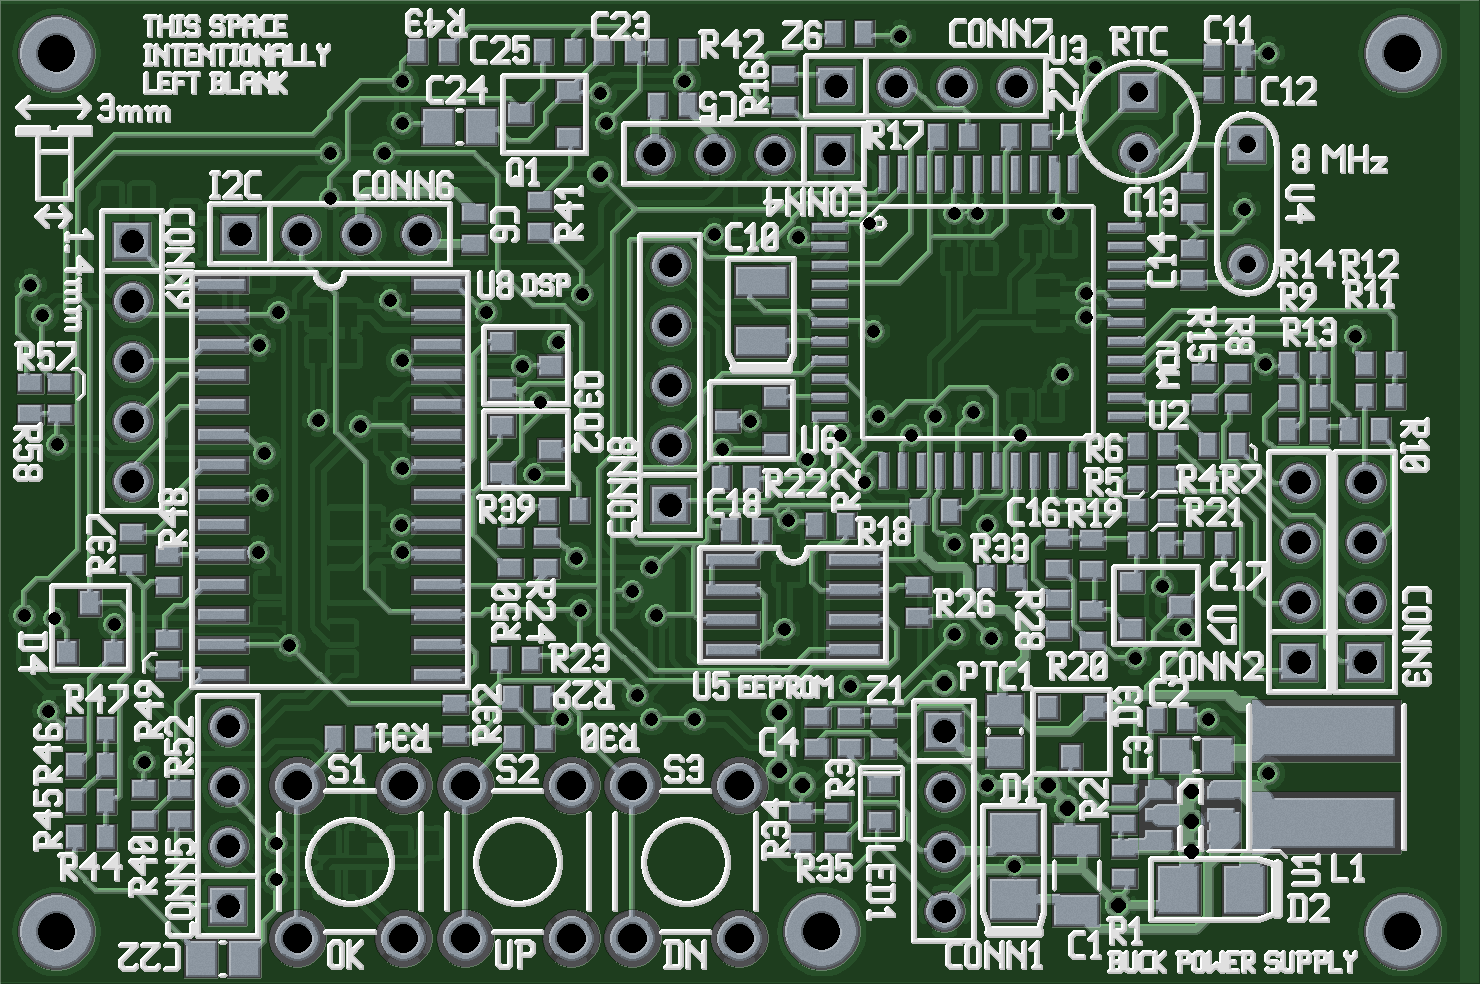 THIS SPACE
INTENTIONALLY
LEFT BLANK
3mm
1.4mm
R43
C25
C23
R42
Z6
CONN7
U3
RTC
C11
C24
C5
R16
Z7
C12
Q1
R17
8 MHz
I2C
CONN6
C9
R41
CONN4
C13
U4
CONN9
C10
C14
R14
R12
U8 DSP
R9
R11
R57
R15
R8
R13
MCU
D3
D2
U2
R58
CONN8
U6
R6
R10
R22
R27
R5
R4
R7
R48
R39
C18
C16
R19
R21
R37
R18
R33
C17
R50
R24
R26
R28
U7
CONN3
D4
R23
R20
CONN2
PTC1
U5 EEPROM
Z1
R47
R49
R32
R29
D3
C2
R46
R52
R31
R30
C4
C3
S1
S2
S3
R3
D1
R2
R45
R34
R44
R40
R35
LED1
U1
L1
CONN5
D2
C22
OK
UP
DN
CONN1
C1
R1
BUCK POWER SUPPLY